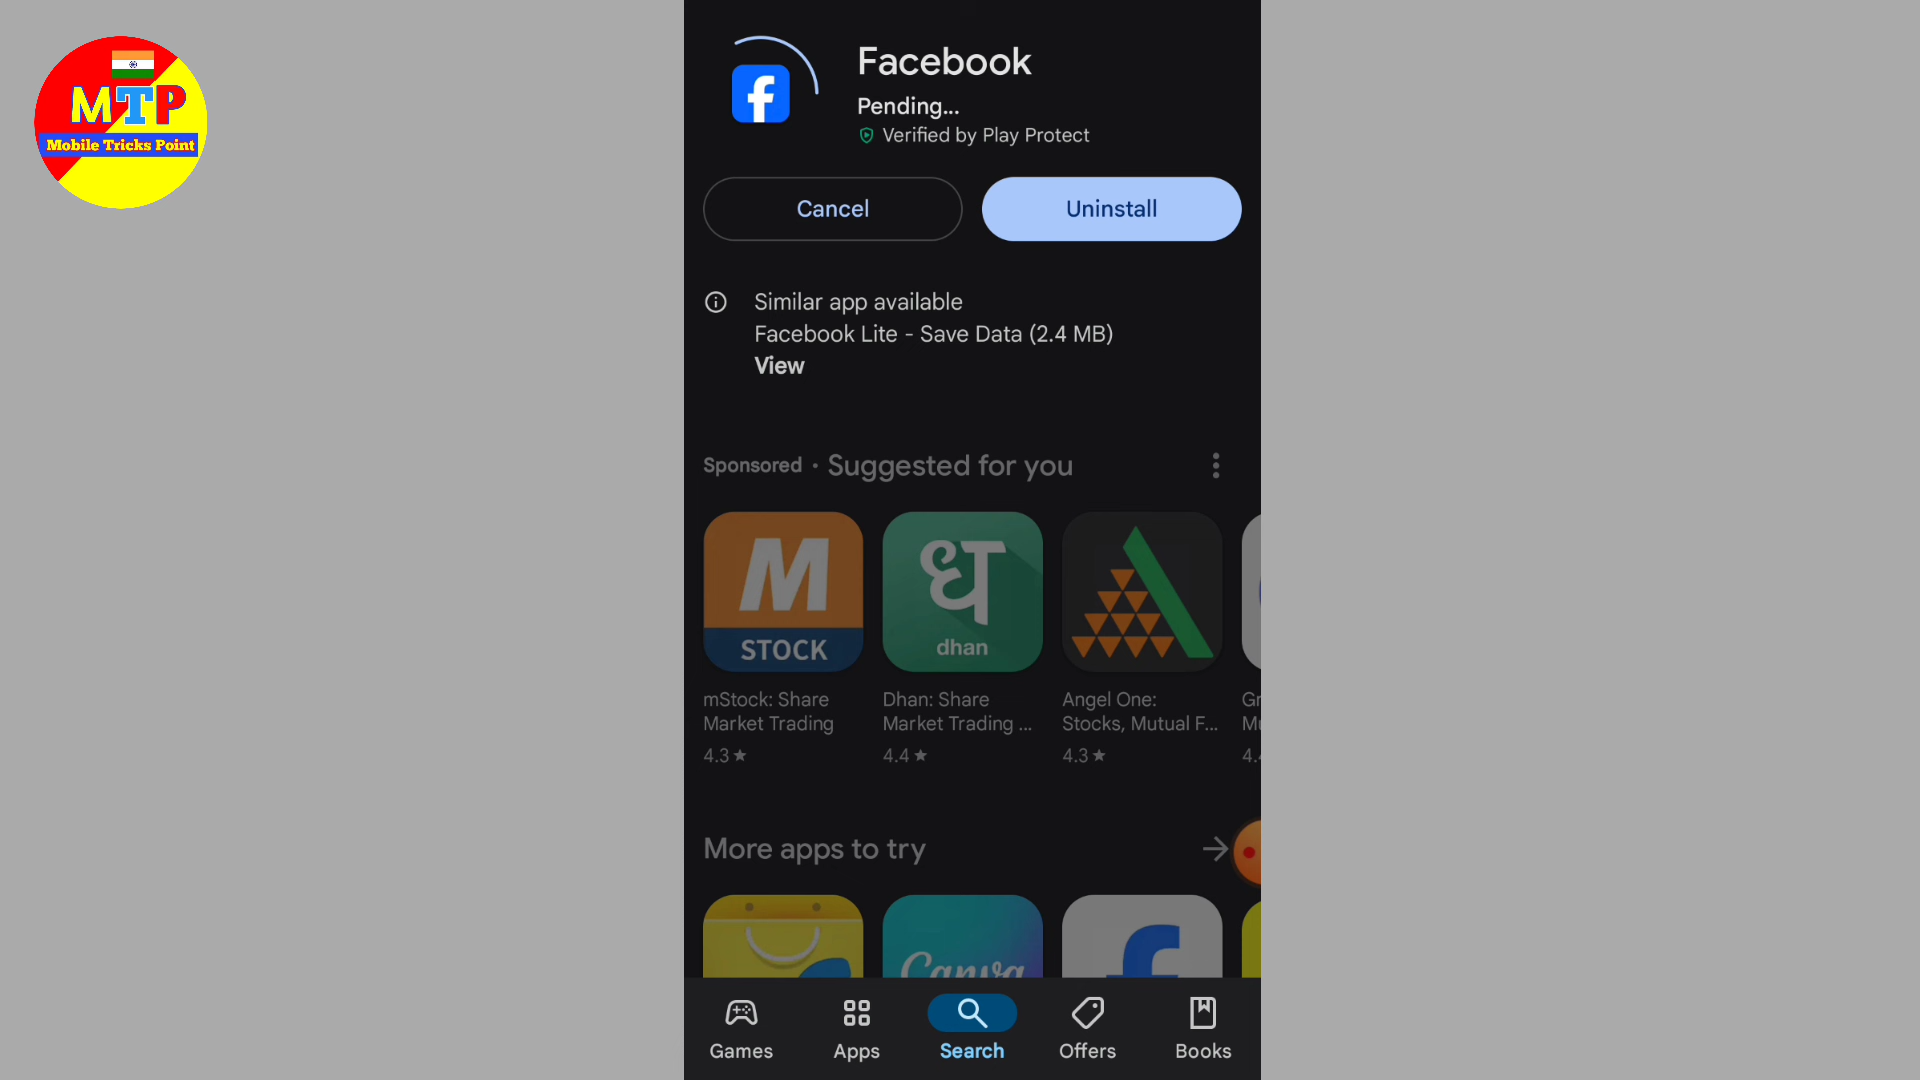 MTP
Mobile Tricks Point
Facebook
Pending...
Verified by Play Protect
Cancel
Uninstall
Similar app available
Facebook Lite - Save Data (2.4 MB)
View
Sponsored • Suggested for you
M
STOCK
ध
dhan
mStock: Share
Market Trading
4.3★
Dhan: Share
Market Trading ...
4.4★
Angel One:
Stocks, Mutual F...
4.3★
More apps to try
Canva
Games
Apps
Search
Offers
Books